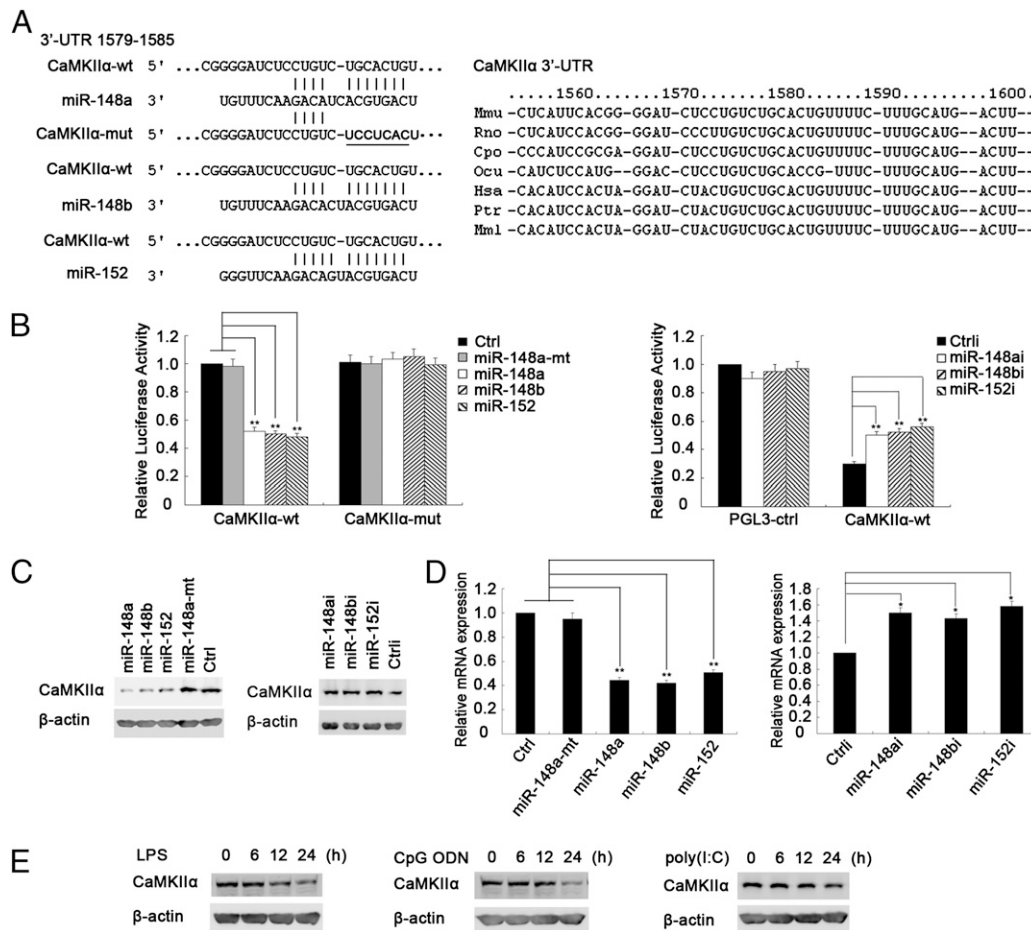 A
3'-UTR 1579-1585
CaMKIIα-wt 5' ...CGGGGAUCUCCUGUC-UGCACUGU...
miR-148a 3' UGUUUCAAGACAUCACGUGACU
CaMKIIα-mut 5' ...CGGGGAUCUCCUGUC-UCCUCACU...
CaMKIIα-wt 5' ...CGGGGAUCUCCUGUC-UGCACUGU...
miR-148b 3' UGUUUCAAGACACUACGUGACU
CaMKIIα-wt 5' ...CGGGGAUCUCCUGUC-UGCACUGU...
miR-152 3' GGGUUCAAGACAGUACGUGACU
CaMKIIα 3'-UTR
....1560......1570.......1580......1590........1600..
Mmu -CUCAUUCACGG-GGAU-CUCCUGUCUGCACUGUUUUC-UUUGCAUG--ACUU--
Rno -CUCAUCCACGG-GGAU-CCCUUGUCUGCACUGUUUUC-UUUGCAUG--ACUU--
Cpo -CCCAUCCGCGA-GGAU-CUCCUGUCUGCACUGUUUUC-UUUGCAUG--ACUU--
Ocu -CAUCUCCAUG--GGAC-CUCCUGUCUGCACCG-UUUC-UUUGCAUG--ACUU--
Hsa -CACAUCCACUA-GGAU-CUACUGUCUGCACUGUUUUC-UUUGCAUG--ACUU--
Ptr -CACAUCCACUA-GGAU-CUACUGUCUGCACUGUUUUC-UUUGCAUG--ACUU--
Mml -CACAUCCACUA-GGAU-CUACUGUCUGCACUGUUUUC-UUUGCAUG--ACUU--
B
Relative Luciferase Activity
1.2
1.0
0.8
0.6
0.4
0.2
0
** ** **
CaMKIIα-wt CaMKIIα-mut
Ctrl
miR-148a-mt
miR-148a
miR-148b
miR-152
Relative Luciferase Activity
1.2
1.0
0.8
0.6
0.4
0.2
0
** ** **
PGL3-ctrl CaMKIIα-wt
Ctrli
miR-148ai
miR-148bi
miR-152i
C
miR-148a
miR-148b
miR-152
miR-148a-mt
Ctrl
CaMKIIα
β-actin
miR-148ai
miR-148bi
miR-152i
Ctrli
CaMKIIα
β-actin
D
Relative mRNA expression
1.2
1.0
0.8
0.6
0.4
0.2
0
** ** **
Ctrl
miR-148a-mt
miR-148a
miR-148b
miR-152
Relative mRNA expression
1.8
1.6
1.4
1.2
1.0
0.8
0.6
0.4
0.2
0
* * *
Ctrli
miR-148ai
miR-148bi
miR-152i
E
LPS 0 6 12 24 (h)
CaMKIIα
β-actin
CpG ODN 0 6 12 24 (h)
CaMKIIα
β-actin
poly(I:C) 0 6 12 24 (h)
CaMKIIα
β-actin